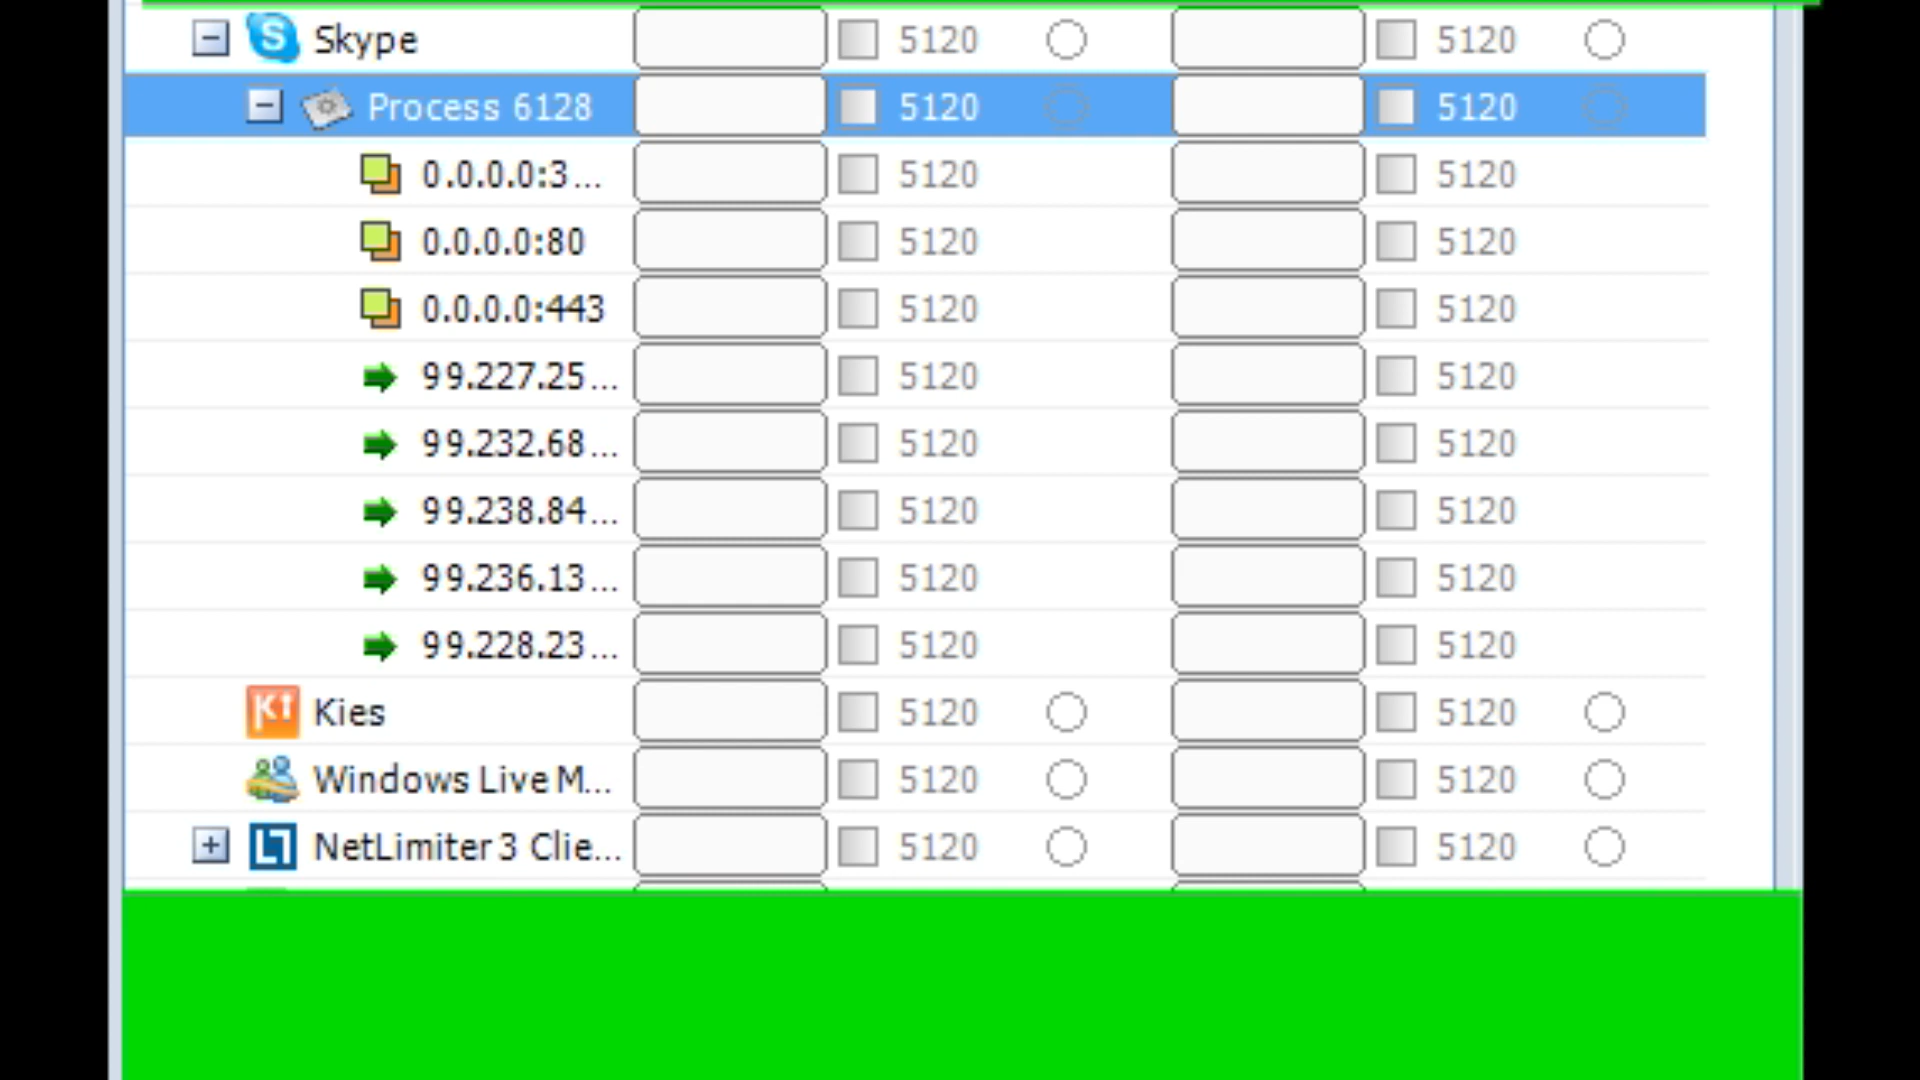 Skype 5120 5120
Process 6128 5120 5120
0.0.0.0:3... 5120 5120
0.0.0.0:80 5120 5120
0.0.0.0:443 5120 5120
99.227.25... 5120 5120
99.232.68... 5120 5120
99.238.84... 5120 5120
99.236.13... 5120 5120
99.228.23... 5120 5120
Kies 5120 5120
Windows Live M... 5120 5120
NetLimiter 3 Clie... 5120 5120